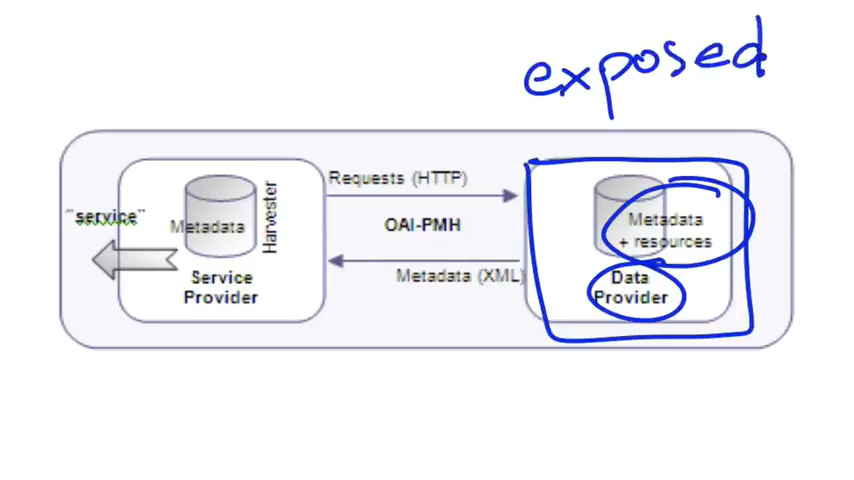 exposed
Requests (HTTP)
"service"
Metadata
Harvester
OAI-PMH
Metadata
+ resources
Metadata (XML)
Service
Provider
Data
Provider